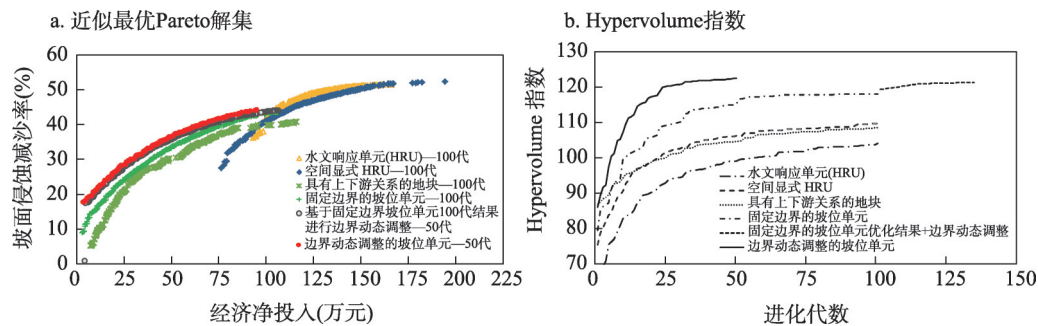 a. 近似最优Pareto解集
坡面侵蚀减沙率(%)
60
50
40
30
20
10
0
0
25
50
75
100
125
150
175
200
225
经济净投入(万元)
水文响应单元(HRU)—100代
空间显式 HRU—100代
具有上下游关系的地块—100代
固定边界的坡位单元—100代
基于固定边界坡位单元100代结果
进行边界动态调整—50代
边界动态调整的坡位单元—50代
b. Hypervolume指数
Hypervolume 指数
130
120
110
100
90
80
70
0
25
50
75
100
125
150
进化代数
水文响应单元(HRU)
空间显式 HRU
具有上下游关系的地块
固定边界的坡位单元
固定边界的坡位单元优化结果+边界动态调整
边界动态调整的坡位单元